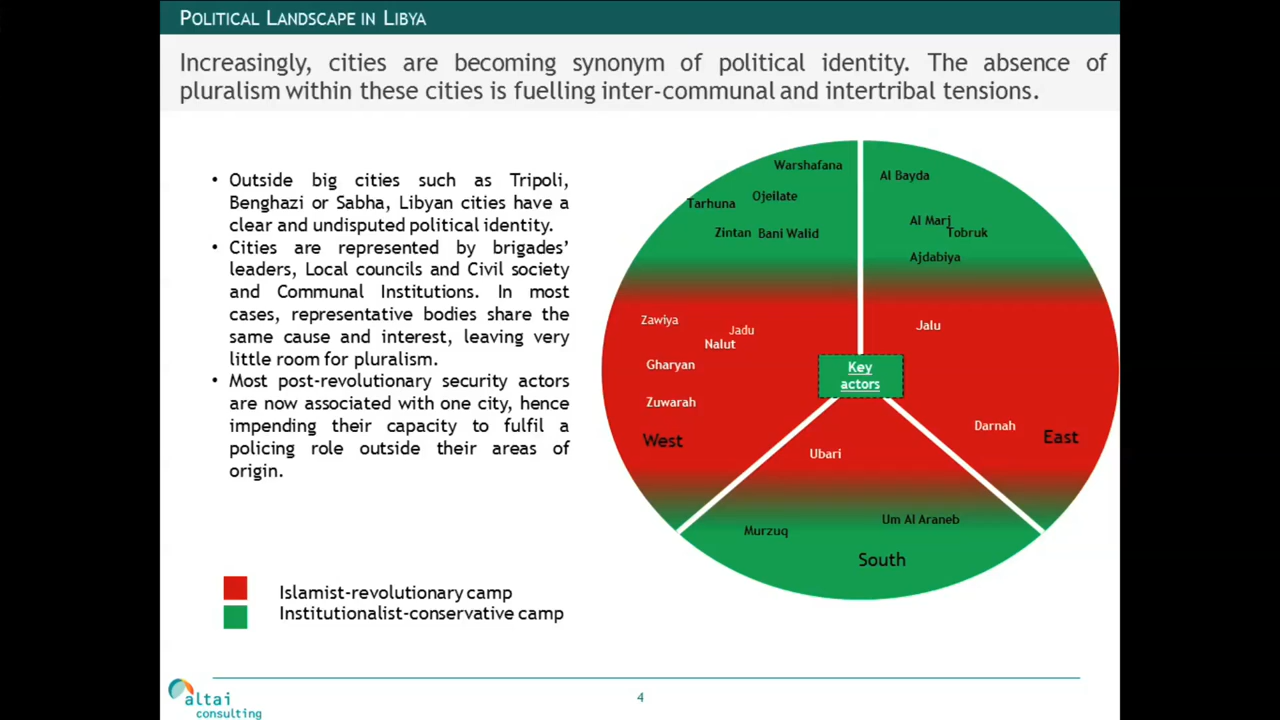 POLITICAL LANDSCAPE IN LIBYA
Increasingly, cities are becoming synonym of political identity. The absence of
pluralism within these cities is fuelling inter-communal and intertribal tensions.
• Outside big cities such as Tripoli,
Benghazi or Sabha, Libyan cities have a
clear and undisputed political identity.
• Cities are represented by brigades’
leaders, Local councils and Civil society
and Communal Institutions. In most
cases, representative bodies share the
same cause and interest, leaving very
little room for pluralism.
• Most post-revolutionary security actors
are now associated with one city, hence
impending their capacity to fulfil a
policing role outside their areas of
origin.
Warshafana
Ojeilate
Tarhuna
Zintan
Bani Walid
Al Bayda
Al Marj
Tobruk
Ajdabiya
Zawiya
Jadu
Nalut
Gharyan
Zuwarah
West
Jalu
Key
actors
Darnah
East
Ubari
Murzuq
Um Al Araneb
South
Islamist-revolutionary camp
Institutionalist-conservative camp
altai
consulting
4